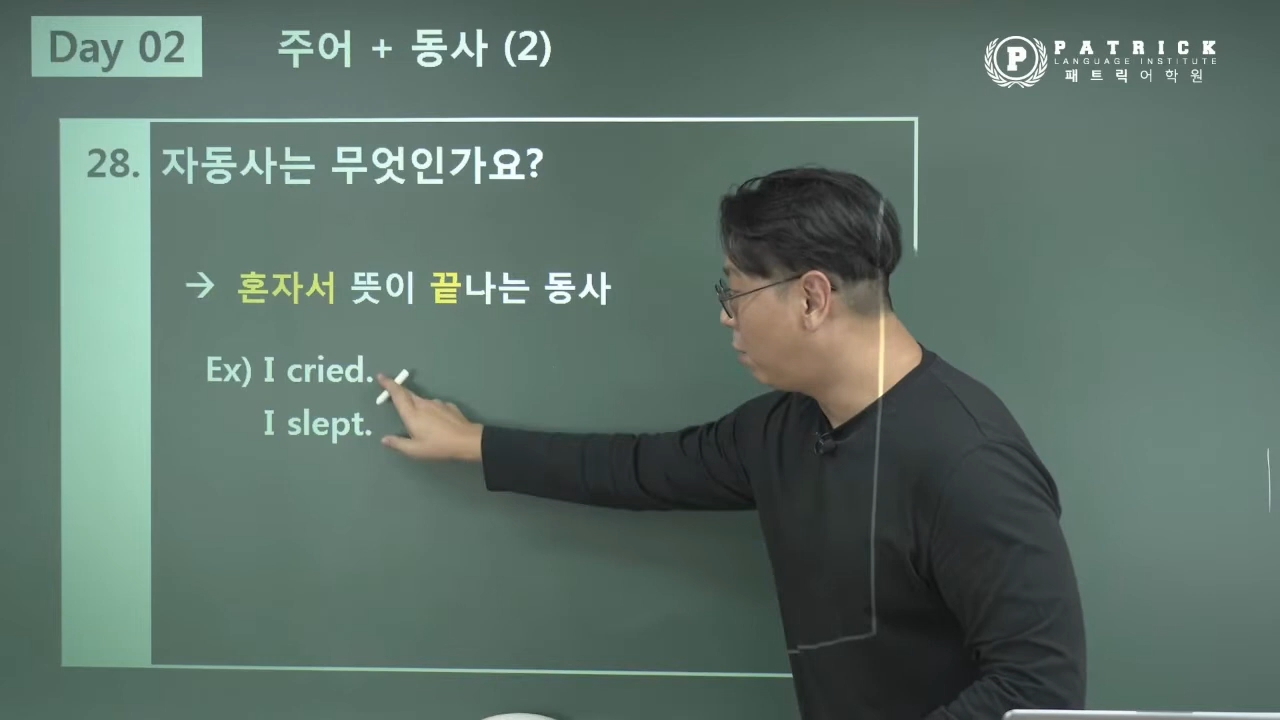 Day 02
주어 + 동사 (2)
P
PATRICK
LANGUAGE INSTITUTE
패트릭어학원
28. 자동사는 무엇인가요?
→ 혼자서 뜻이 끝나는 동사
Ex) I cried.
I slept.